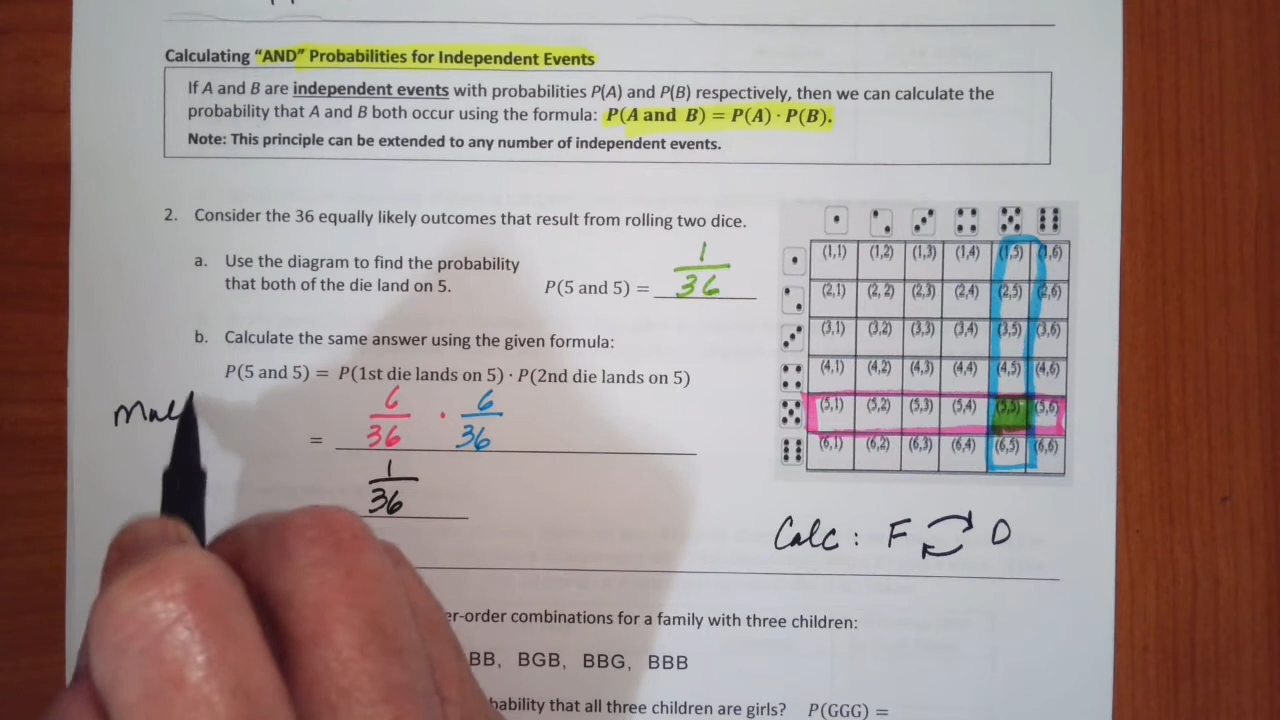 Calculating “AND” Probabilities for Independent Events
If A and B are independent events with probabilities P(A) and P(B) respectively, then we can calculate the
probability that A and B both occur using the formula: P(A and B) = P(A) · P(B).
Note: This principle can be extended to any number of independent events.
2. Consider the 36 equally likely outcomes that result from rolling two dice.
a. Use the diagram to find the probability
that both of the die land on 5.
P(5 and 5) = 1/36
b. Calculate the same answer using the given formula:
P(5 and 5) = P(1st die lands on 5) · P(2nd die lands on 5)
= 6/36 · 6/36
1/36
(1,1) (1,2) (1,3) (1,4) (1,5) (1,6)
(2,1) (2,2) (2,3) (2,4) (2,5) (2,6)
(3,1) (3,2) (3,3) (3,4) (3,5) (3,6)
(4,1) (4,2) (4,3) (4,4) (4,5) (4,6)
(5,1) (5,2) (5,3) (5,4) (5,5) (5,6)
(6,1) (6,2) (6,3) (6,4) (6,5) (6,6)
Calc : F D
er-order combinations for a family with three children:
BB, BGB, BBG, BBB
bability that all three children are girls? P(GGG) =